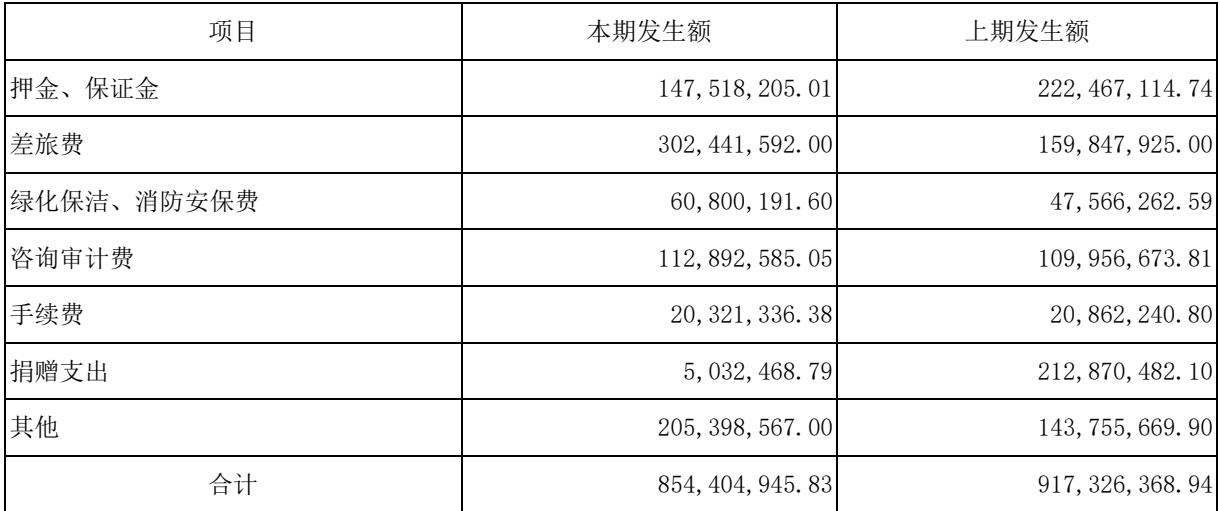 项目 本期发生额 上期发生额
押金、保证金 147,518,205.01 222,467,114.74
差旅费 302,441,592.00 159,847,925.00
绿化保洁、消防安保费 60,800,191.60 47,566,262.59
咨询审计费 112,892,585.05 109,956,673.81
手续费 20,321,336.38 20,862,240.80
捐赠支出 5,032,468.79 212,870,482.10
其他 205,398,567.00 143,755,669.90
合计 854,404,945.83 917,326,368.94